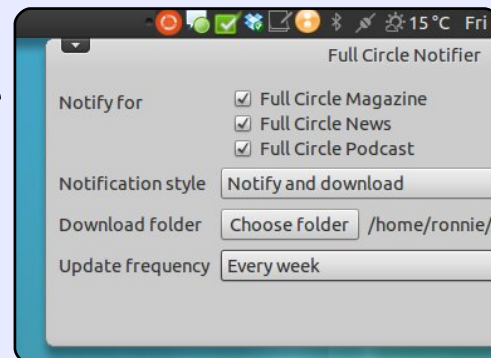 15 °C Fri
Full Circle Notifier
Notify for
Full Circle Magazine
Full Circle News
Full Circle Podcast
Notification style Notify and download
Download folder Choose folder /home/ronnie/
Update frequency Every week